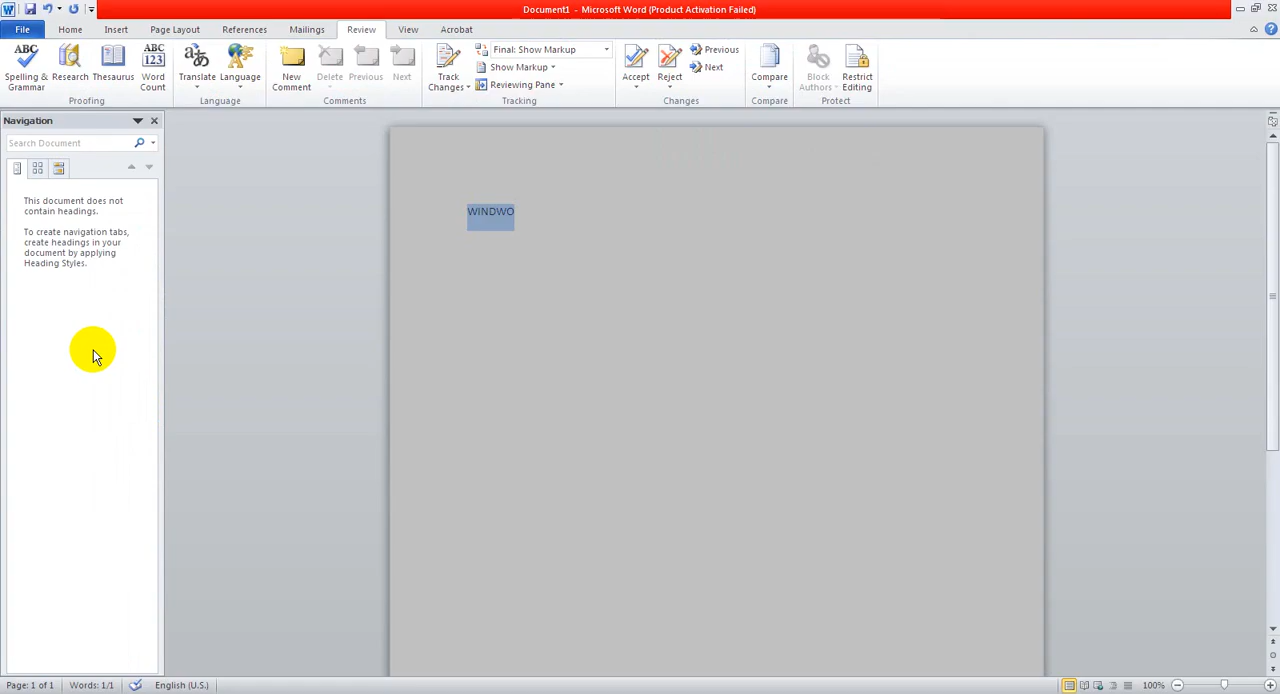 Document1 - Microsoft Word (Product Activation Failed)
File Home Insert Page Layout References Mailings Review View Acrobat
Spelling & Grammar
Research
Thesaurus
Word Count
Proofing
Translate
Language
Language
New Comment
Delete
Previous
Next
Comments
Track Changes
Final: Show Markup
Show Markup
Reviewing Pane
Tracking
Accept
Reject
Previous
Next
Changes
Compare
Compare
Block Authors
Restrict Editing
Protect
Navigation
Search Document
This document does not
contain headings.
To create navigation tabs,
create headings in your
document by applying
Heading Styles.
WINDWO
Page: 1 of 1 Words: 1/1 English (U.S.) 100%